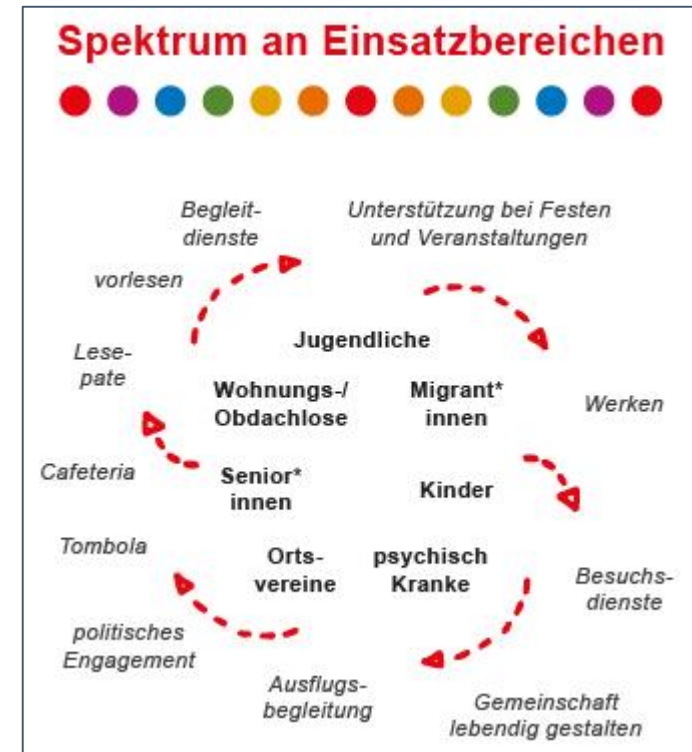 Spektrum an Einsatzbereichen
Begleit-
dienste
Unterstützung bei Festen
und Veranstaltungen
vorlesen
Lese-
pate
Jugendliche
Wohnungs-/
Obdachlose
Migrant*
innen
Werken
Cafeteria
Senior*
innen
Kinder
Tombola
Orts-
vereine
psychisch
Kranke
Besuchs-
dienste
politisches
Engagement
Ausflugs-
begleitung
Gemeinschaft
lebendig gestalten